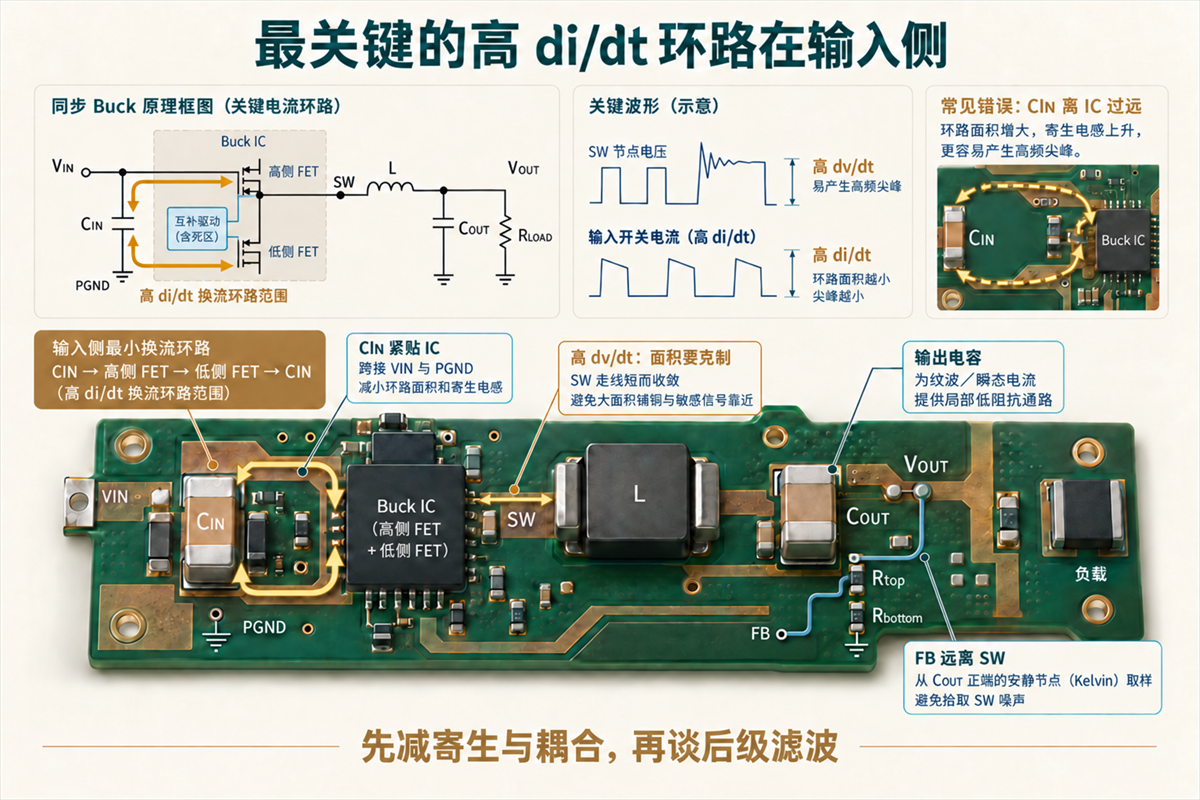 最关键的高 di/dt 环路在输入侧
同步 Buck 原理框图（关键电流环路）
Buck IC
VIN
高侧 FET
SW
L
VOUT
CIN
互补驱动
（含死区）
低侧 FET
COUT
RLOAD
PGND
高 di/dt 换流环路范围
关键波形（示意）
SW 节点电压
高 dv/dt
易产生高频尖峰
输入开关电流（高 di/dt）
高 di/dt
环路面积越小
尖峰越小
常见错误：CIN 离 IC 过远
环路面积增大，寄生电感上升，
更容易产生高频尖峰。
CIN
Buck IC
输入侧最小换流环路
CIN → 高侧 FET → 低侧 FET → CIN
（高 di/dt 换流环路范围）
CIN 紧贴 IC
跨接 VIN 与 PGND
减小环路面积和寄生电感
高 dv/dt：面积要克制
SW 走线短而收敛
避免大面积铺铜与敏感信号靠近
输出电容
为纹波／瞬态电流
提供局部低阻抗通路
VIN
CIN
Buck IC
（高侧 FET
+ 低侧 FET）
SW
L
COUT
VOUT
负载
Rtop
Rbottom
FB
PGND
FB 远离 SW
从 COUT 正端的安静节点（Kelvin）取样
避免拾取 SW 噪声
先减寄生与耦合，再谈后级滤波